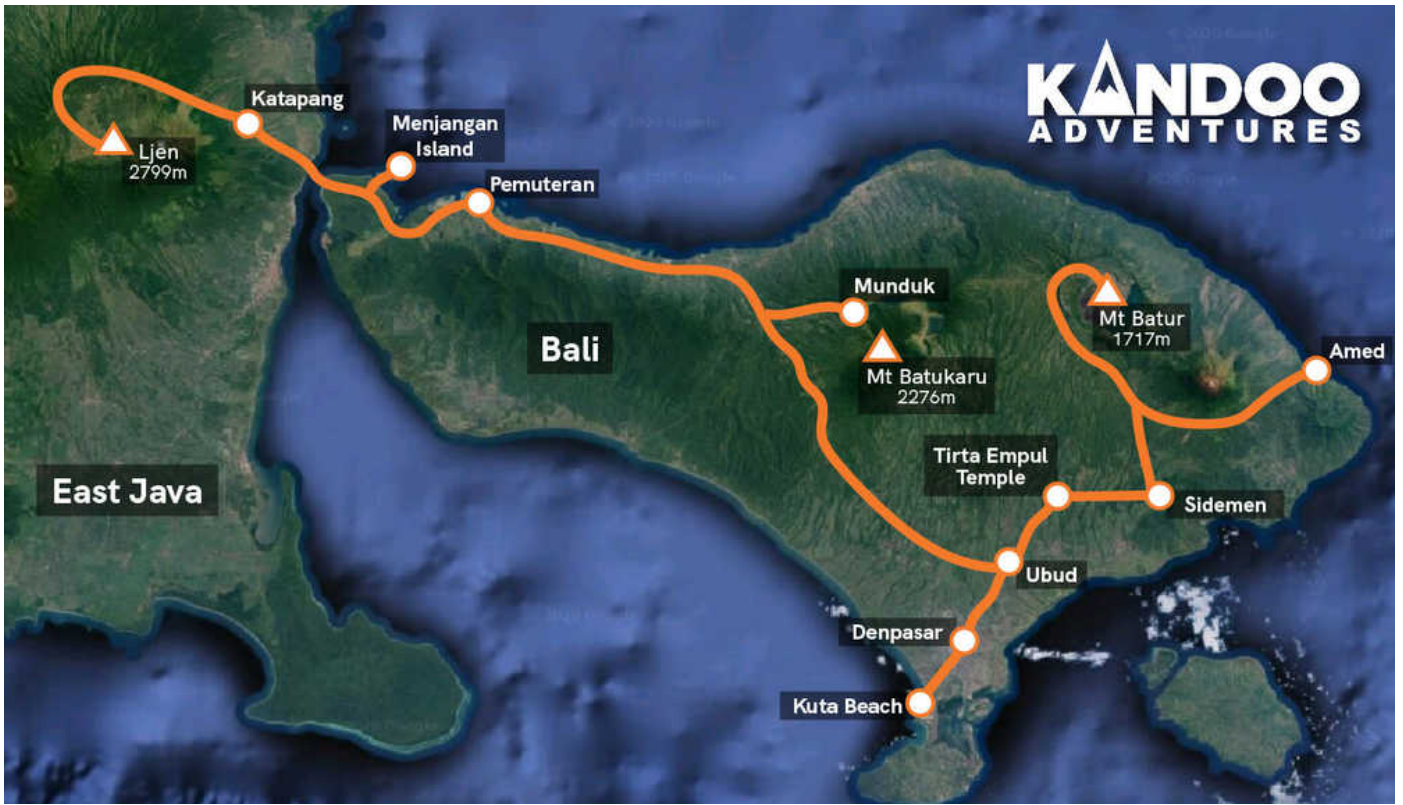 KANDOO
ADVENTURES
Katapang
Menjangan
Island
Ljen
2799m
Pemuteran
Munduk
Mt Batur
1717m
Bali
Amed
Mt Batukaru
2276m
Tirta Empul
Temple
East Java
Sidemen
Ubud
Denpasar
Kuta Beach